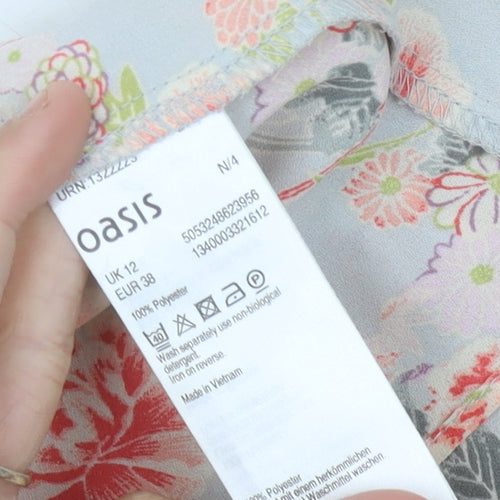 URN:1322223
N/4
oasis
5053248623956
1340003321612
UK 12
EUR 38
100% Polyester
40
P
Wash separately use non-biological
detergent.
Iron on reverse.
Made in Vietnam
100% Polyester
mit einem herkömmlichen
waschen.